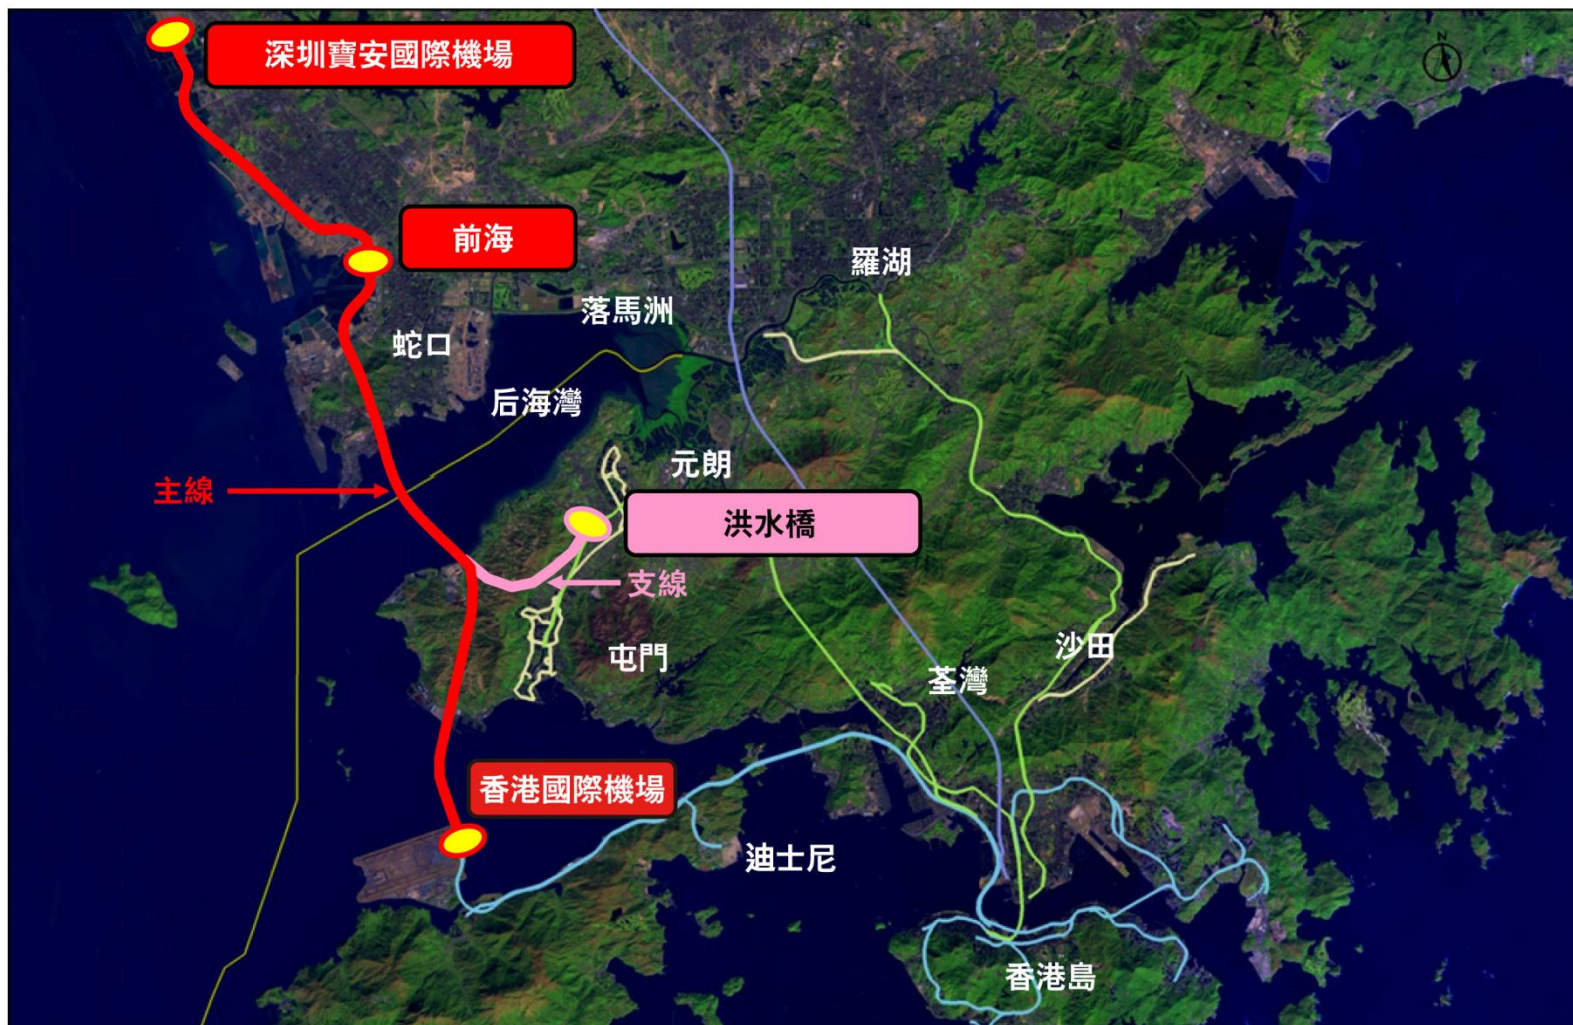 深圳寶安國際機場
N
前海
羅湖
落馬洲
蛇口
后海灣
元朗
主線
洪水橋
支線
屯門
沙田
荃灣
香港國際機場
迪士尼
香港島